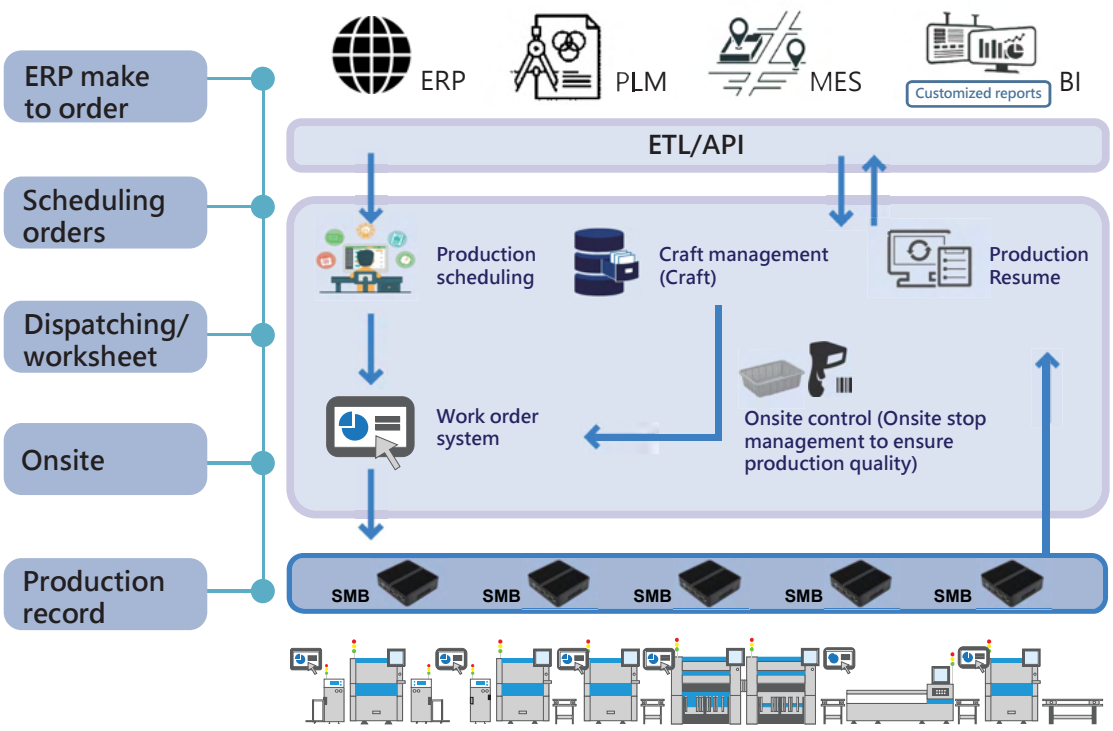 ERP make
to order
Scheduling
orders
Dispatching/
worksheet
Onsite
Production
record
ERP
PLM
MES
Customized reports
BI
ETL/API
Production
scheduling
Craft management
(Craft)
Production
Resume
Work order
system
Onsite control (Onsite stop
management to ensure
production quality)
SMB
SMB
SMB
SMB
SMB